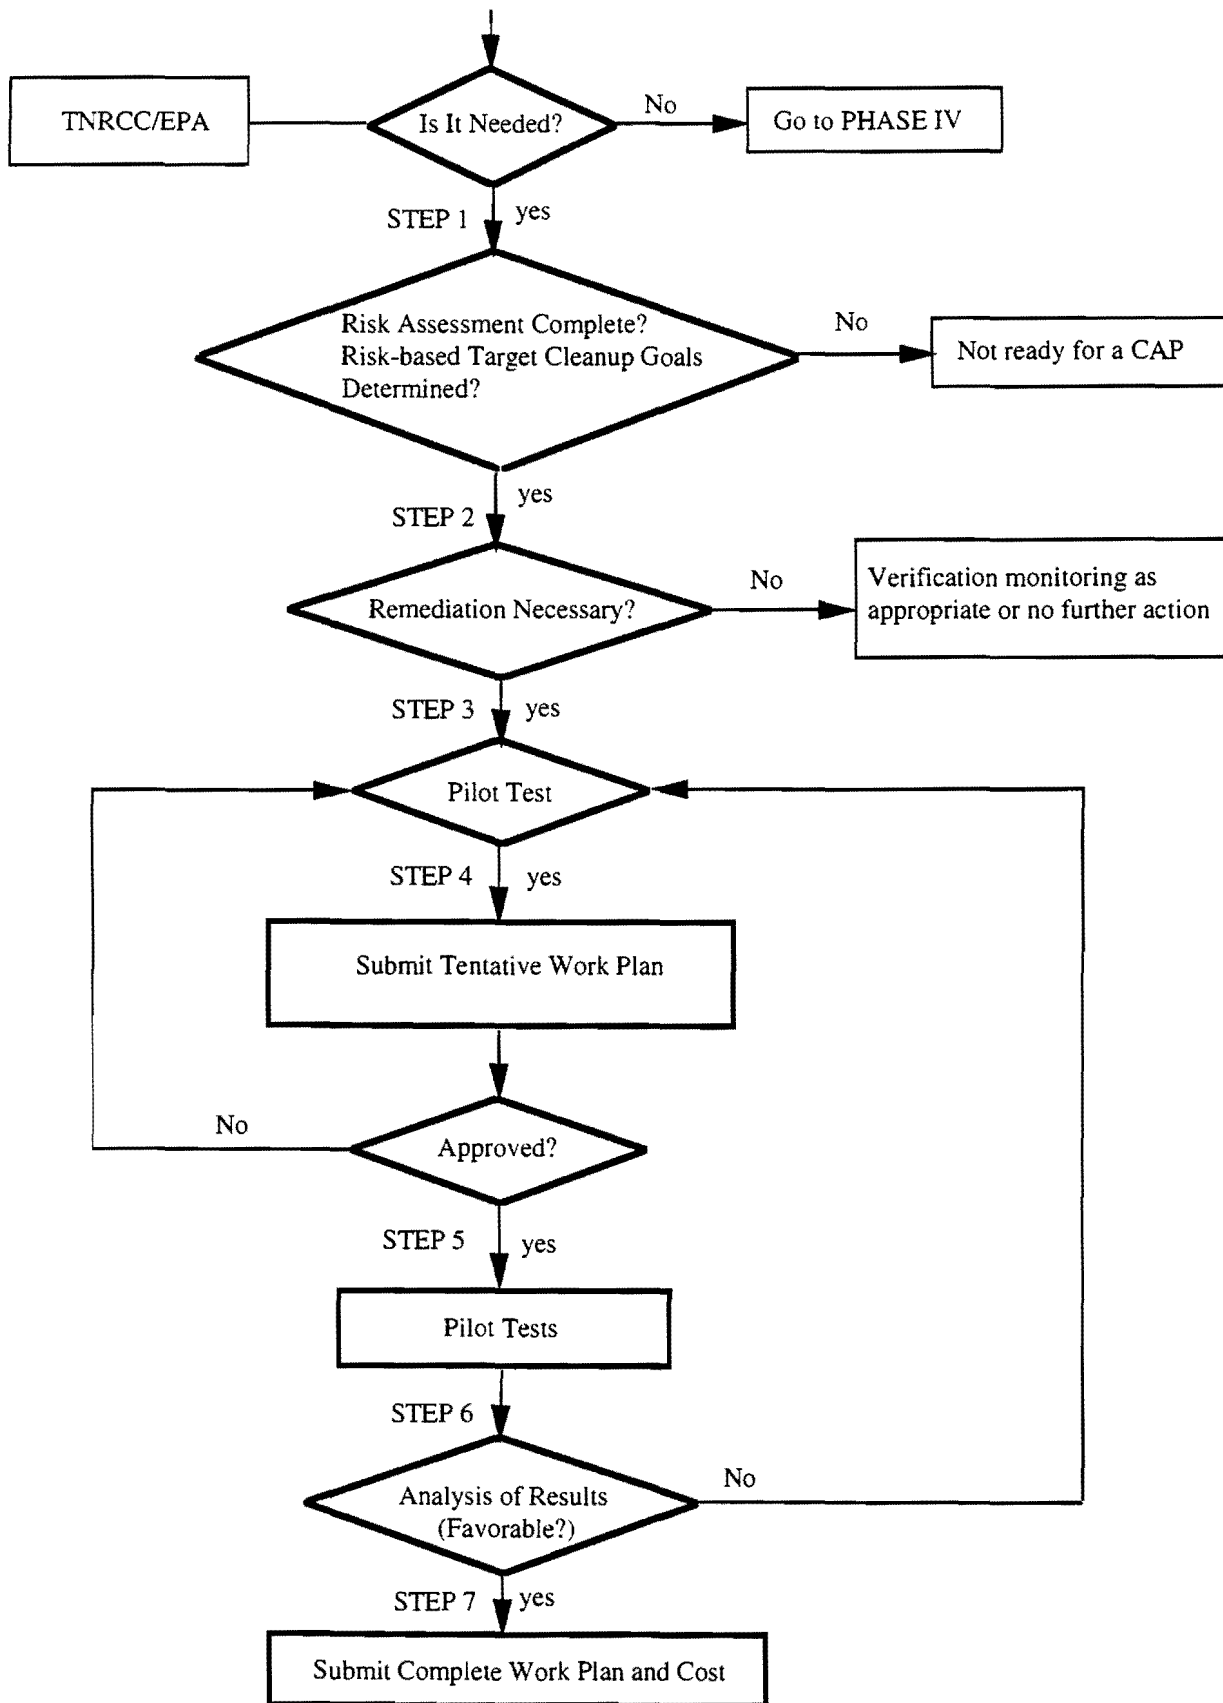 TNRCC/EPA
Is It Needed?
No
Go to PHASE IV
STEP 1
yes
Risk Assessment Complete?
Risk-based Target Cleanup Goals
Determined?
No
Not ready for a CAP
yes
STEP 2
Remediation Necessary?
No
Verification monitoring as
appropriate or no further action
STEP 3
yes
Pilot Test
STEP 4
yes
Submit Tentative Work Plan
No
Approved?
STEP 5
yes
Pilot Tests
STEP 6
Analysis of Results
(Favorable?)
No
STEP 7
yes
Submit Complete Work Plan and Cost